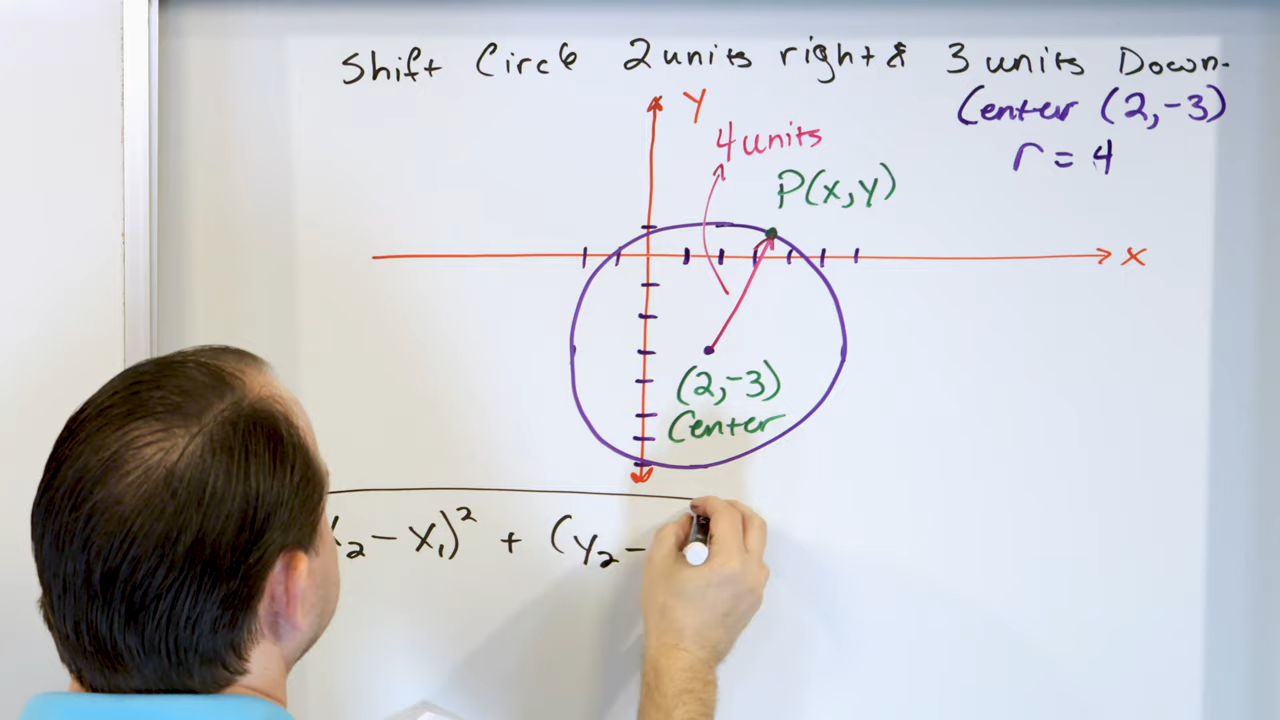 Shift Circle 2 units right & 3 units Down.
Center (2,-3)
r = 4
Y
4 units
P(x,y)
x
(2,-3)
Center
₂ - x₁)² + (y₂ -